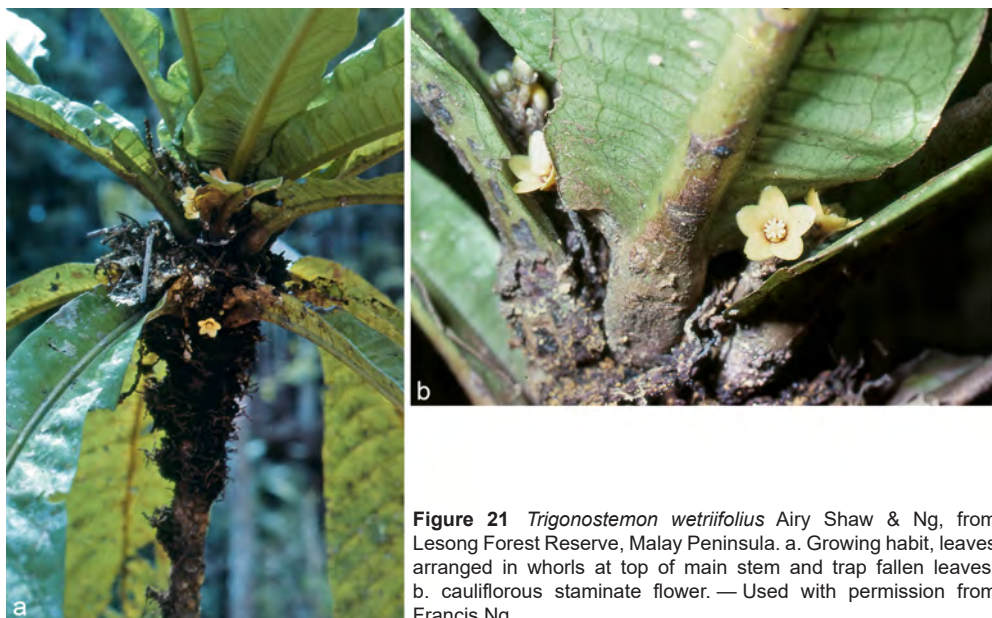 a
b
Figure 21 Trigonostemon wetriifolius Airy Shaw & Ng, from
Lesong Forest Reserve, Malay Peninsula. a. Growing habit, leaves
arranged in whorls at top of main stem and trap fallen leaves
b. cauliflorous staminate flower. — Used with permission from
Francis Ng